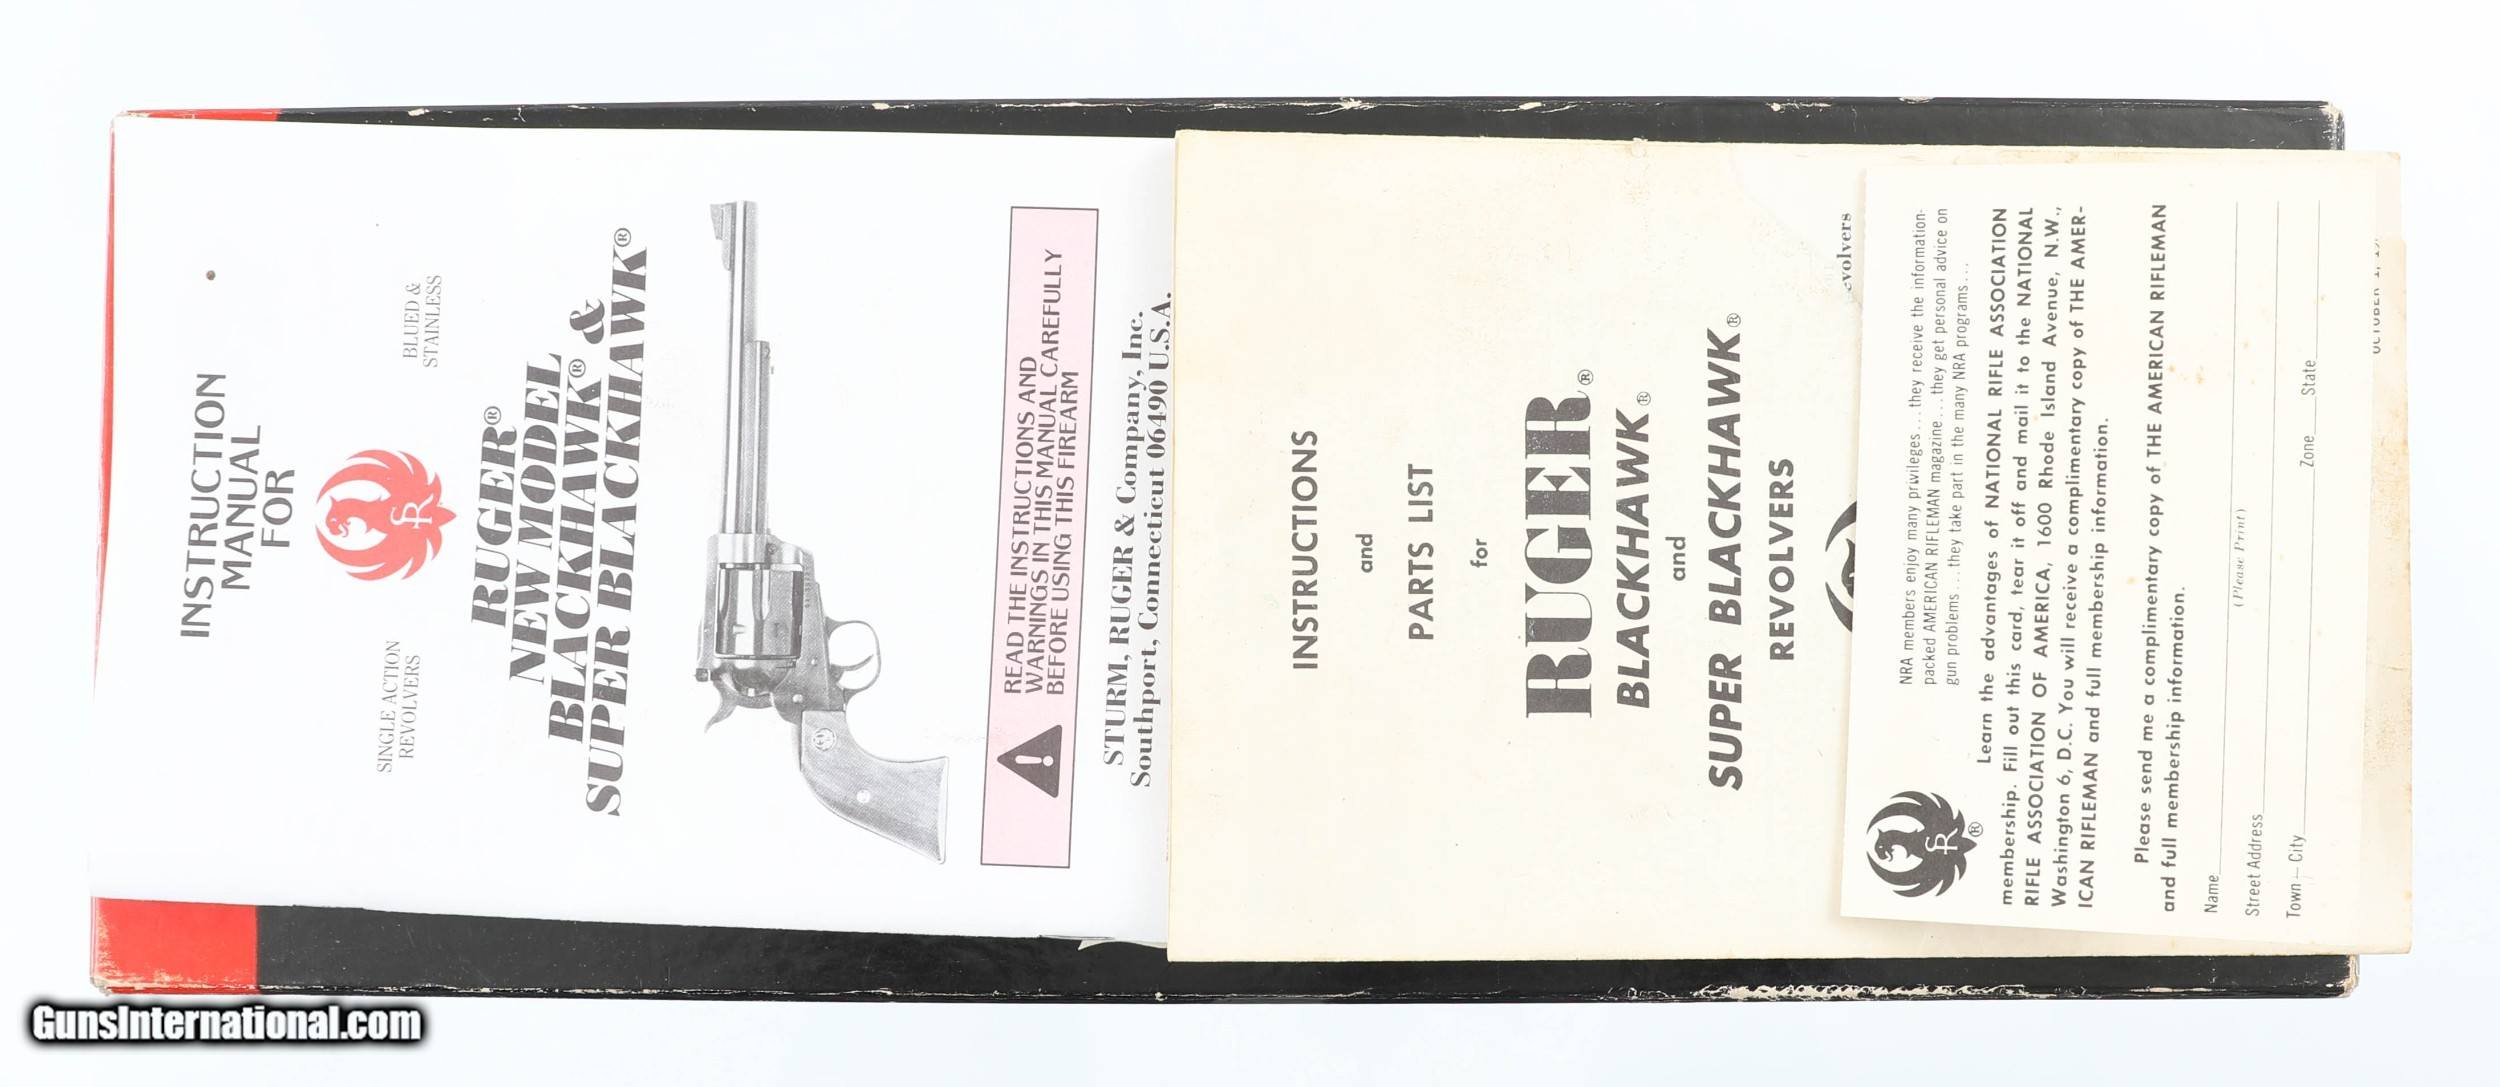 INSTRUCTION
MANUAL
FOR
SINGLE ACTION
REVOLVERS
BLUED &
STAINLESS
RUGER®
NEW MODEL
BLACKHAWK® &
SUPER BLACKHAWK®
READ THE INSTRUCTIONS AND
WARNINGS IN THIS MANUAL CAREFULLY
BEFORE USING THIS FIREARM
STURM, RUGER & Company, Inc.
Southport, Connecticut 06490 U.S.A.
INSTRUCTIONS
and
PARTS LIST
for
RUGER®
BLACKHAWK®
and
SUPER BLACKHAWK®
REVOLVERS
NRA members enjoy many privileges...they receive the information-
packed AMERICAN RIFLEMAN magazine...they get personal advice on
gun problems...they take part in the many NRA programs...
Learn the advantages of NATIONAL RIFLE ASSOCIATION
membership. Fill out this card, tear it off and mail it to the NATIONAL
RIFLE ASSOCIATION OF AMERICA, 1600 Rhode Island Avenue, N.W.,
Washington 6, D.C. You will receive a complimentary copy of THE AMER-
ICAN RIFLEMAN and full membership information.
Please send me a complimentary copy of THE AMERICAN RIFLEMAN
and full membership information.
Name
(Please Print)
Street Address
Town — City Zone State
GunsInternational.com